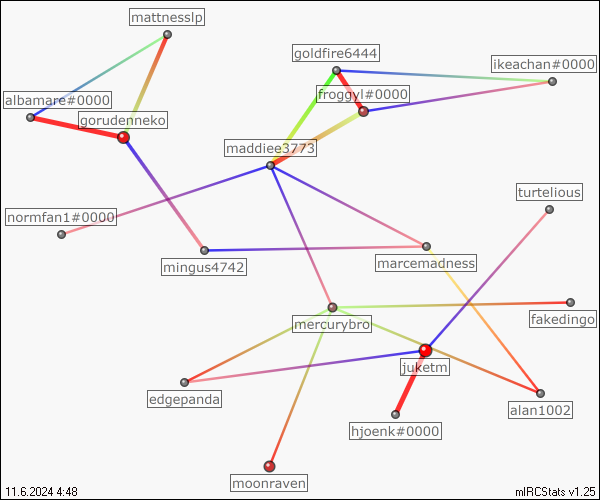 mattnesslp
goldfire6444
ikeachan#0000
froggyl#0000
albamare#0000
gorudenneko
maddiee3773
turtelious
normfan1#0000
mingus4742
marcemadness
mercurybro
fakedingo
juketm
edgepanda
alan1002
hjoenk#0000
moonraven
11.6.2024 4:48
mIRCStats v1.25